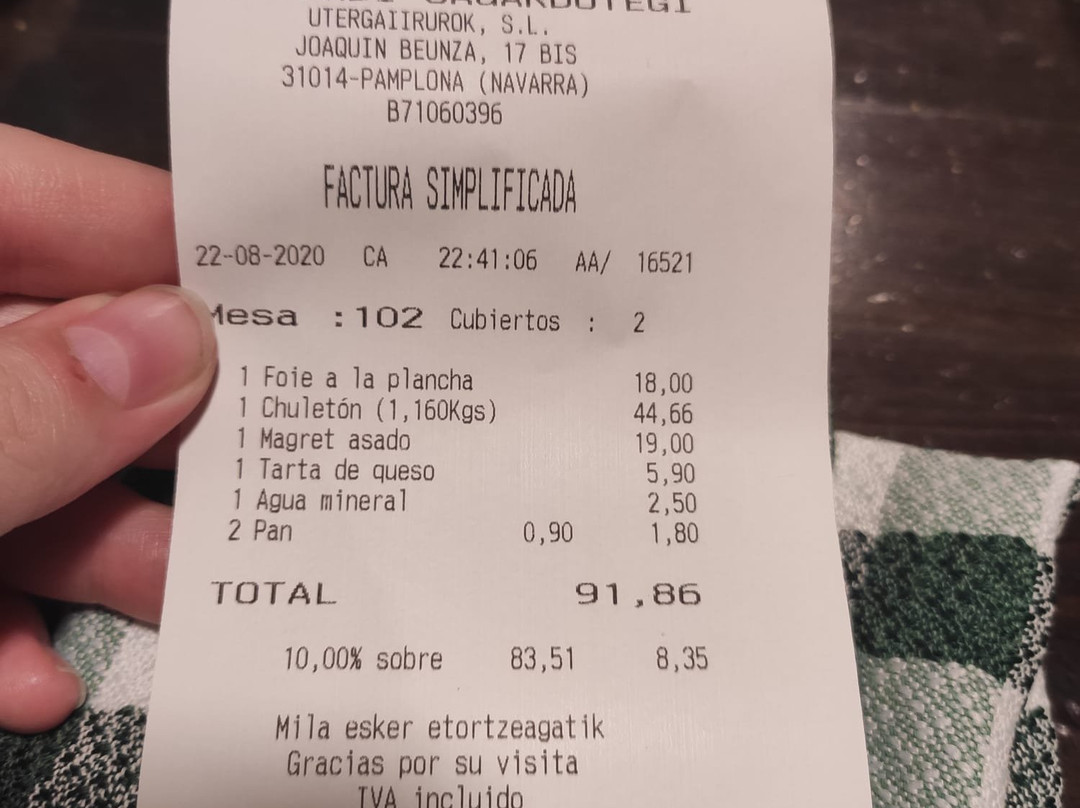 UTERGAIIRUROK, S.L.
JOAQUIN BEUNZA, 17 BIS
31014-PAMPLONA (NAVARRA)
B71060396
FACTURA SIMPLIFICADA
22-08-2020 CA 22:41:06 AA/ 16521
Mesa :102 Cubiertos : 2
1 Foie a la plancha 18,00
1 Chuletón (1,160Kgs) 44,66
1 Magret asado 19,00
1 Tarta de queso 5,90
1 Agua mineral 2,50
2 Pan 0,90 1,80
TOTAL 91,86
10,00% sobre 83,51 8,35
Mila esker etortzeagatik
Gracias por su visita
IVA incluido